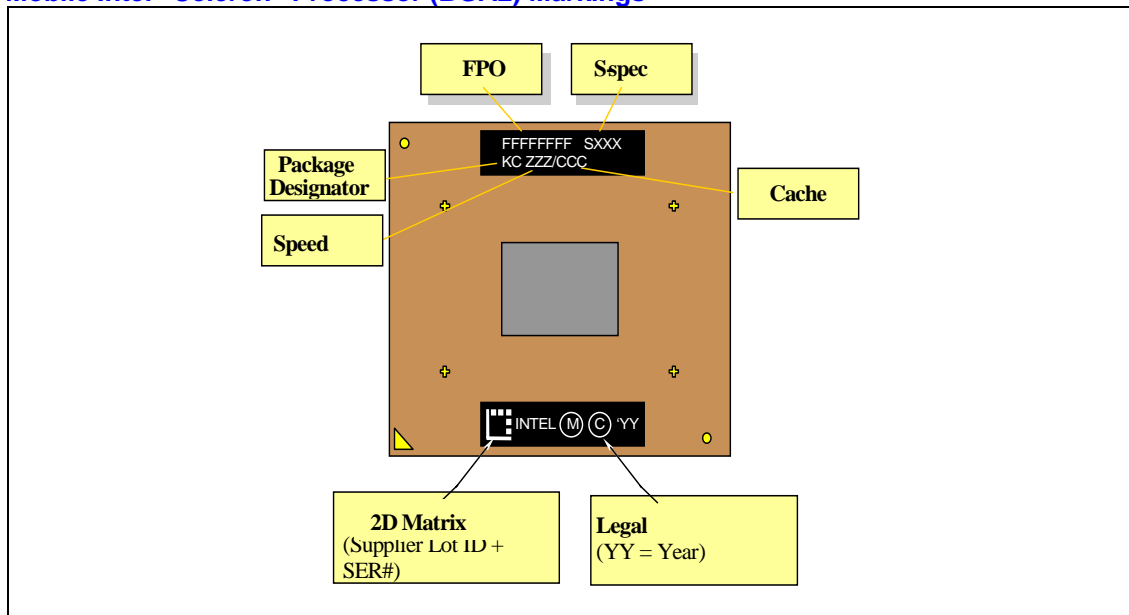 Mobile Intel® Celeron® Processor (BGA2) Markings
FPO
S-spec
FFFFFFFF SXXX
KC ZZZ/CCC
Package
Designator
Cache
Speed
INTEL M C 'YY
2D Matrix
(Supplier Lot ID +
SER#)
Legal
(YY = Year)